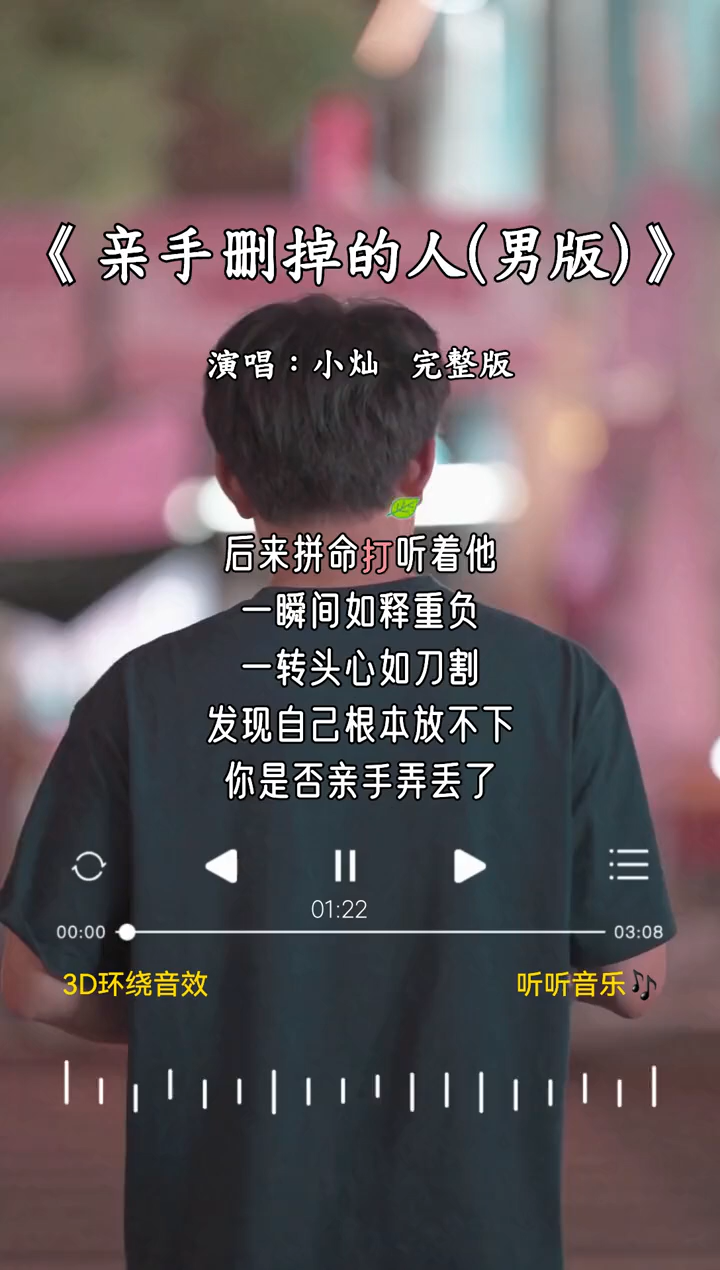 《亲手删掉的人(男版)》
演唱：小灿 完整版
后来拼命打听着他
一瞬间如释重负
一转头心如刀割
发现自己根本放不下
你是否亲手弄丢了
01:22
00:00 03:08
3D环绕音效 听听音乐🎶